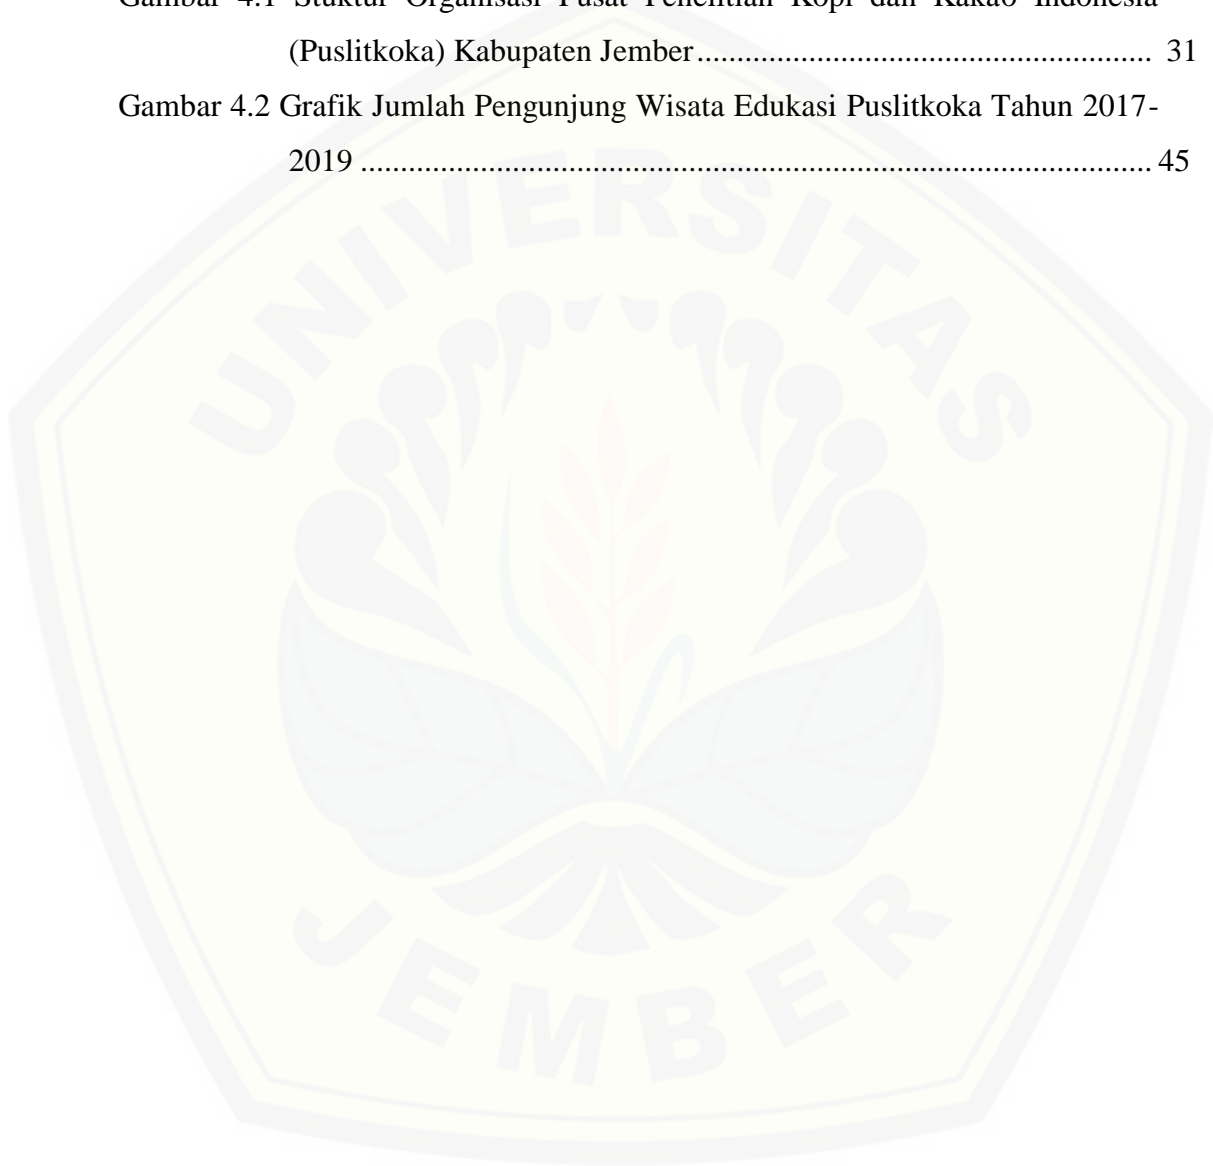 Gambar 4.1 Stuktur Organisasi Pusat Penelitian Kopi dan Kakao Indonesia
(Puslitkoka) Kabupaten Jember......................................................... 31
Gambar 4.2 Grafik Jumlah Pengunjung Wisata Edukasi Puslitkoka Tahun 2017-
2019 ................................................................................................... 45
UNIVERSITAS
JEMBER